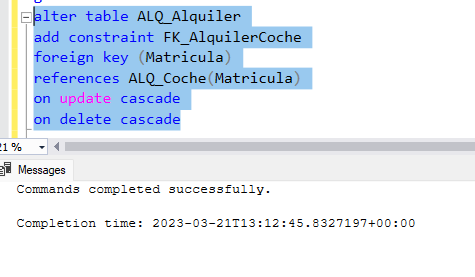 alter table ALQ_Alquiler
add constraint FK_AlquilerCoche
foreign key (Matricula)
references ALQ_Coche(Matricula)
on update cascade
on delete cascade
21 %
Messages
Commands completed successfully.
Completion time: 2023-03-21T13:12:45.8327197+00:00